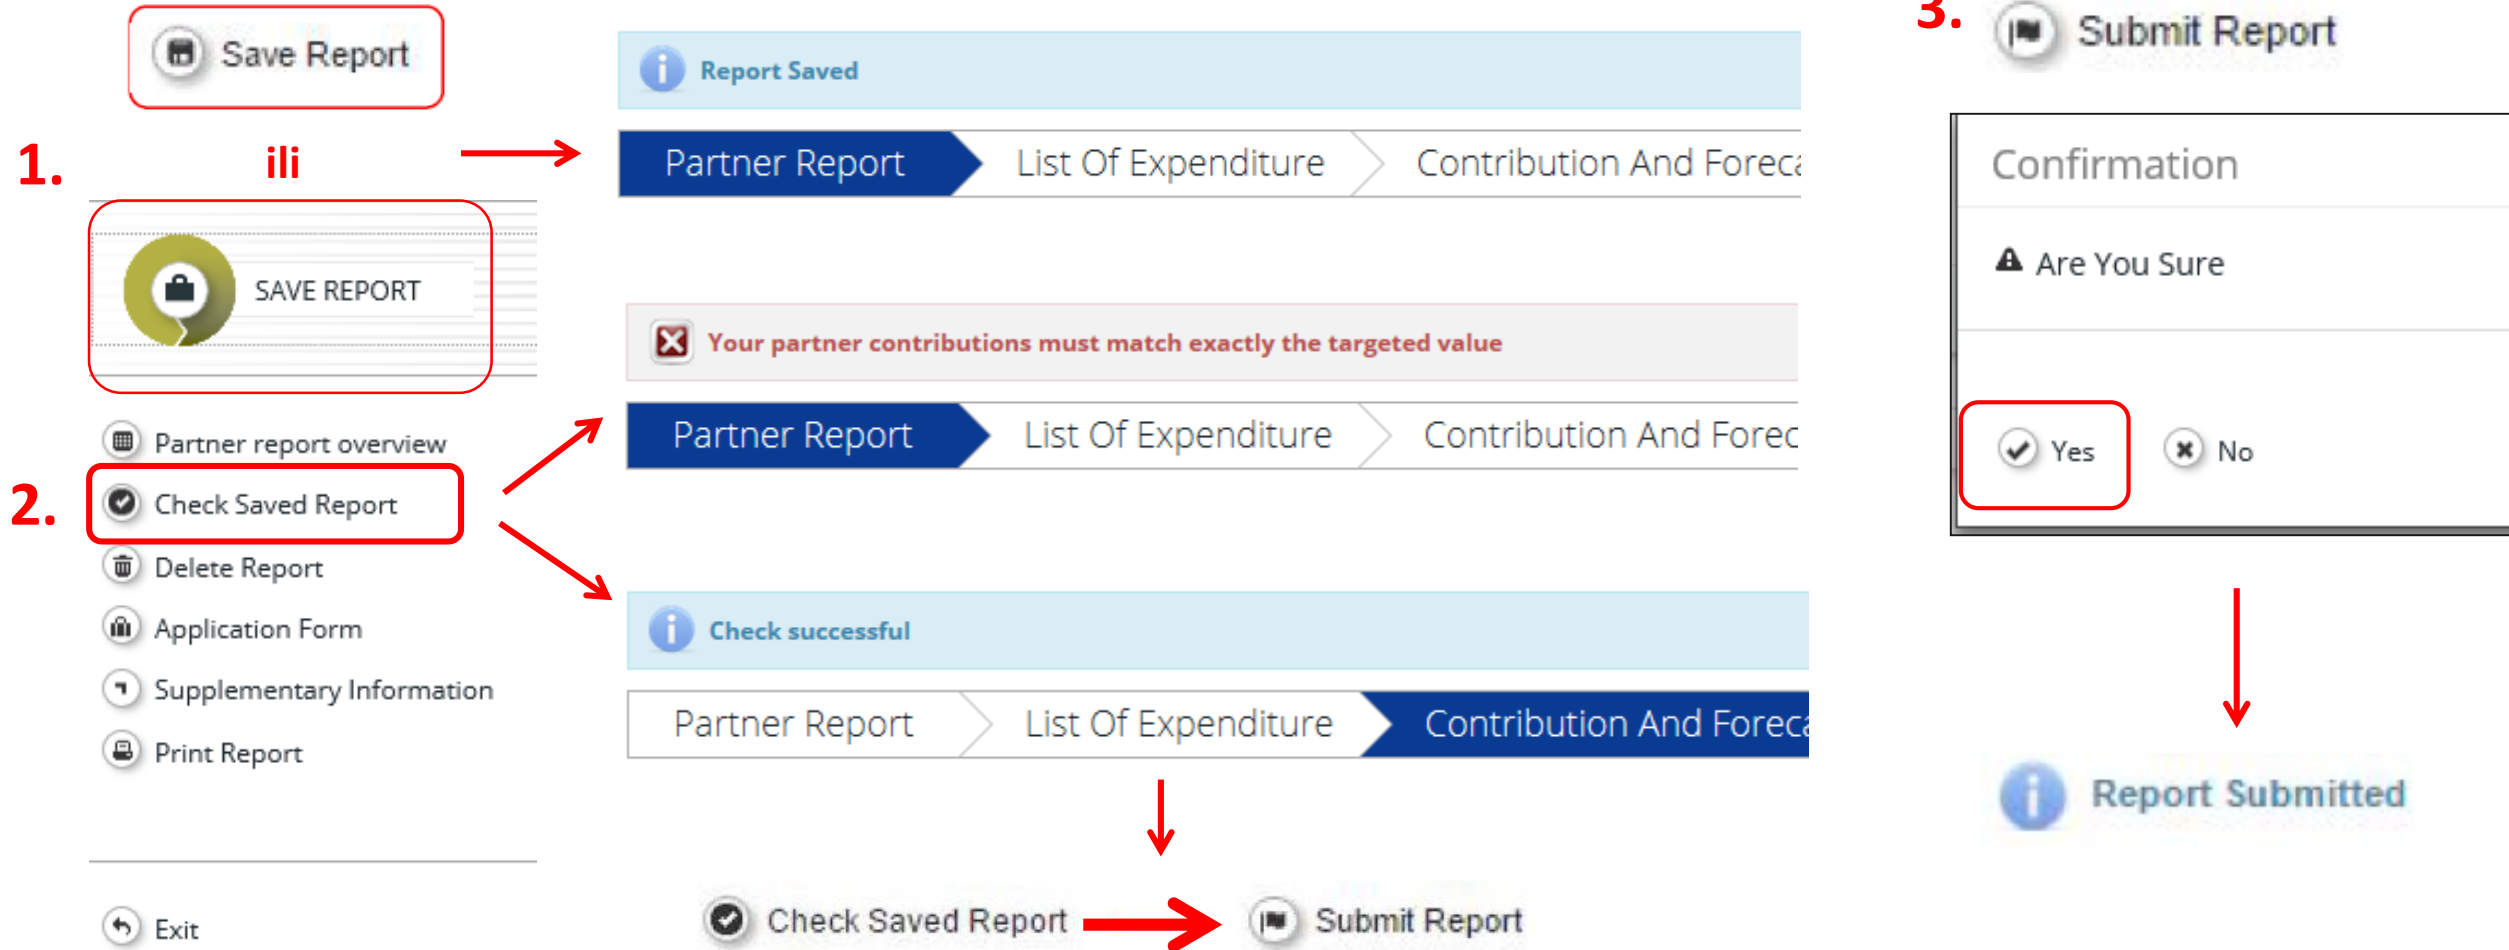 Save Report
1.
ili
SAVE REPORT
Partner report overview
2.
Check Saved Report
Delete Report
Application Form
Supplementary Information
Print Report
Exit
Report Saved
Partner Report
List Of Expenditure
Contribution And Foreca
Your partner contributions must match exactly the targeted value
Partner Report
List Of Expenditure
Contribution And Forec
Check successful
Partner Report
List Of Expenditure
Contribution And Foreca
Check Saved Report
Submit Report
3.
Submit Report
Confirmation
Are You Sure
Yes
No
Report Submitted